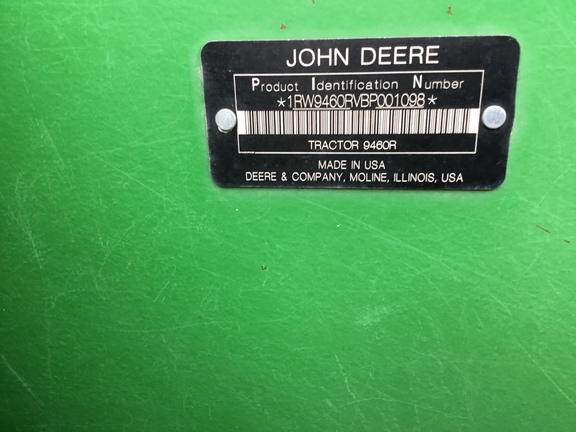 JOHN DEERE
Product Identification Number
*1RW9460RVBP001098*
TRACTOR 9460R
MADE IN USA
DEERE & COMPANY, MOLINE, ILLINOIS, USA